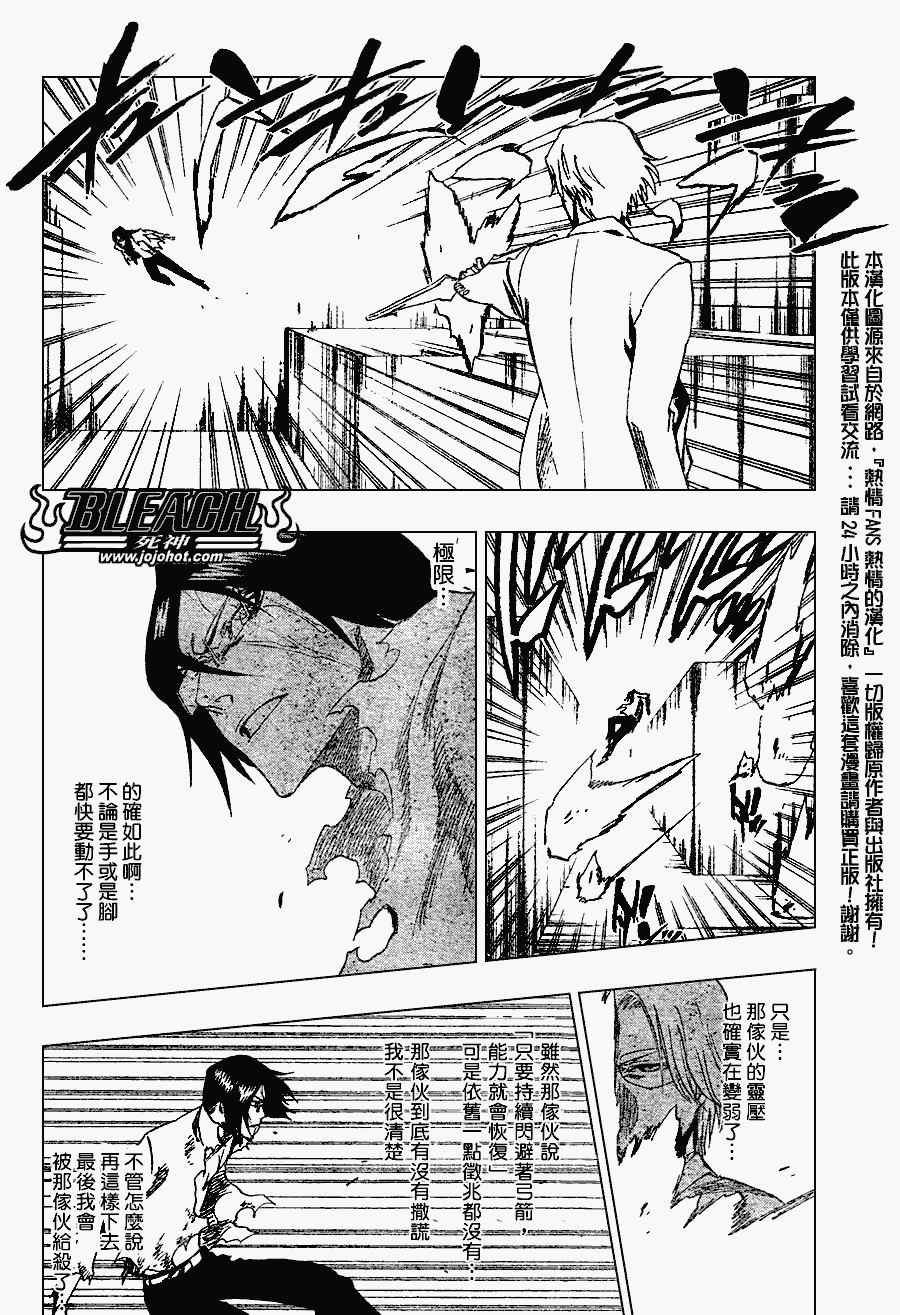 本漢化圖源來自於網路，『熱情FANS 熱情的漢化』一切版權歸原作者與出版社擁有！
此版本僅供學習試看交流…請24小時之內消除，喜歡這套漫畫請購買正版！謝謝。
BLEACH
死神
www.jojohot.com
極限…
的確如此啊…
不論是手或是腳
都快要動不了了……
只是…
那傢伙的靈壓
也確實在變弱了…
雖然那傢伙說
「只要持續閃避著弓箭，
能力就會恢復」
可是依舊一點徵兆都沒有…
那傢伙到底有沒有撒謊
我不是很清楚
不管怎麼說
再這樣下去
最後我會
被那傢伙給殺了…